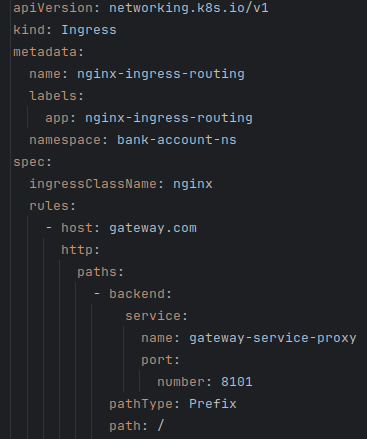 apiVersion: networking.k8s.io/v1
kind: Ingress
metadata:
  name: nginx-ingress-routing
  labels:
    app: nginx-ingress-routing
  namespace: bank-account-ns
spec:
  ingressClassName: nginx
  rules:
    - host: gateway.com
      http:
        paths:
          - backend:
              service:
                name: gateway-service-proxy
                port:
                  number: 8101
            pathType: Prefix
            path: /